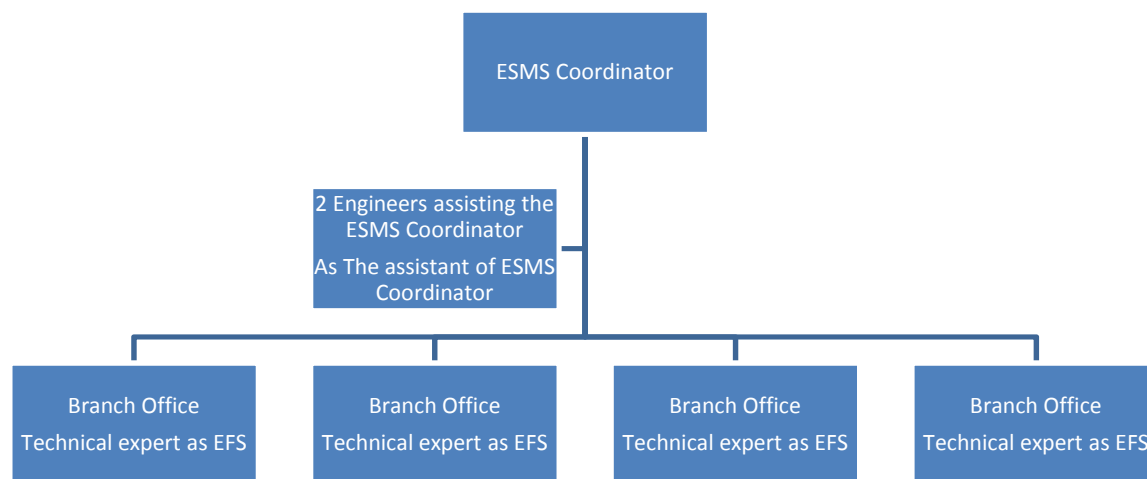 ESMS Coordinator
2 Engineers assisting the
ESMS Coordinator
As The assistant of ESMS
Coordinator
Branch Office
Technical expert as EFS
Branch Office
Technical expert as EFS
Branch Office
Technical expert as EFS
Branch Office
Technical expert as EFS